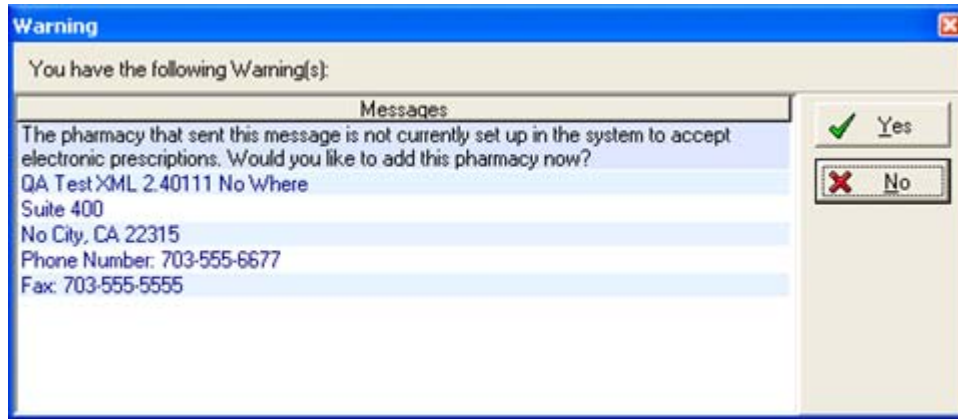 Warning
You have the following Warning(s):
Messages
The pharmacy that sent this message is not currently set up in the system to accept
electronic prescriptions. Would you like to add this pharmacy now?
QA Test XML 2.40111 No Where
Suite 400
No City, CA 22315
Phone Number: 703-555-6677
Fax: 703-555-5555
Yes
No